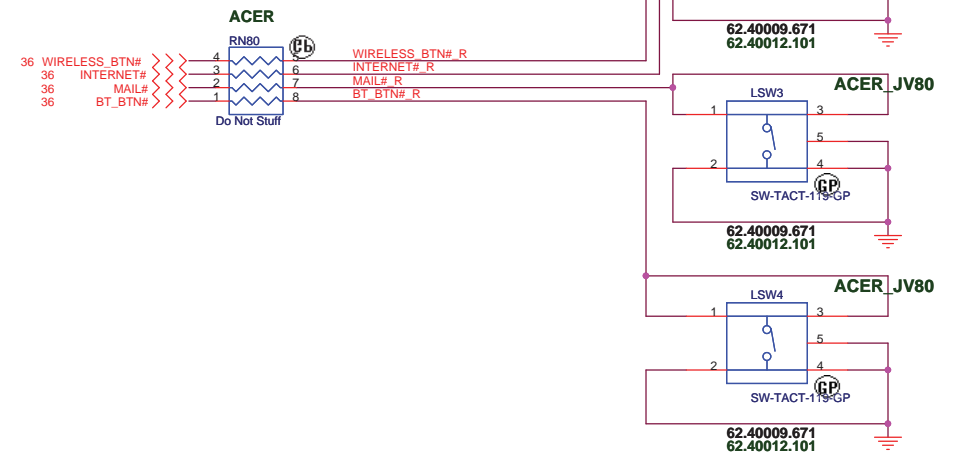 62.40009.671
62.40012.101
ACER
RN80
Cb
36 WIRELESS_BTN# 4 5 WIRELESS_BTN#_R
36 INTERNET# 3 6 INTERNET#_R
36 MAIL# 2 7 MAIL#_R
36 BT_BTN# 1 8 BT_BTN#_R
Do Not Stuff
ACER_JV80
LSW3
1 3
5
2 4
GP
SW-TACT-119-GP
62.40009.671
62.40012.101
ACER_JV80
LSW4
1 3
5
2 4
GP
SW-TACT-119-GP
62.40009.671
62.40012.101